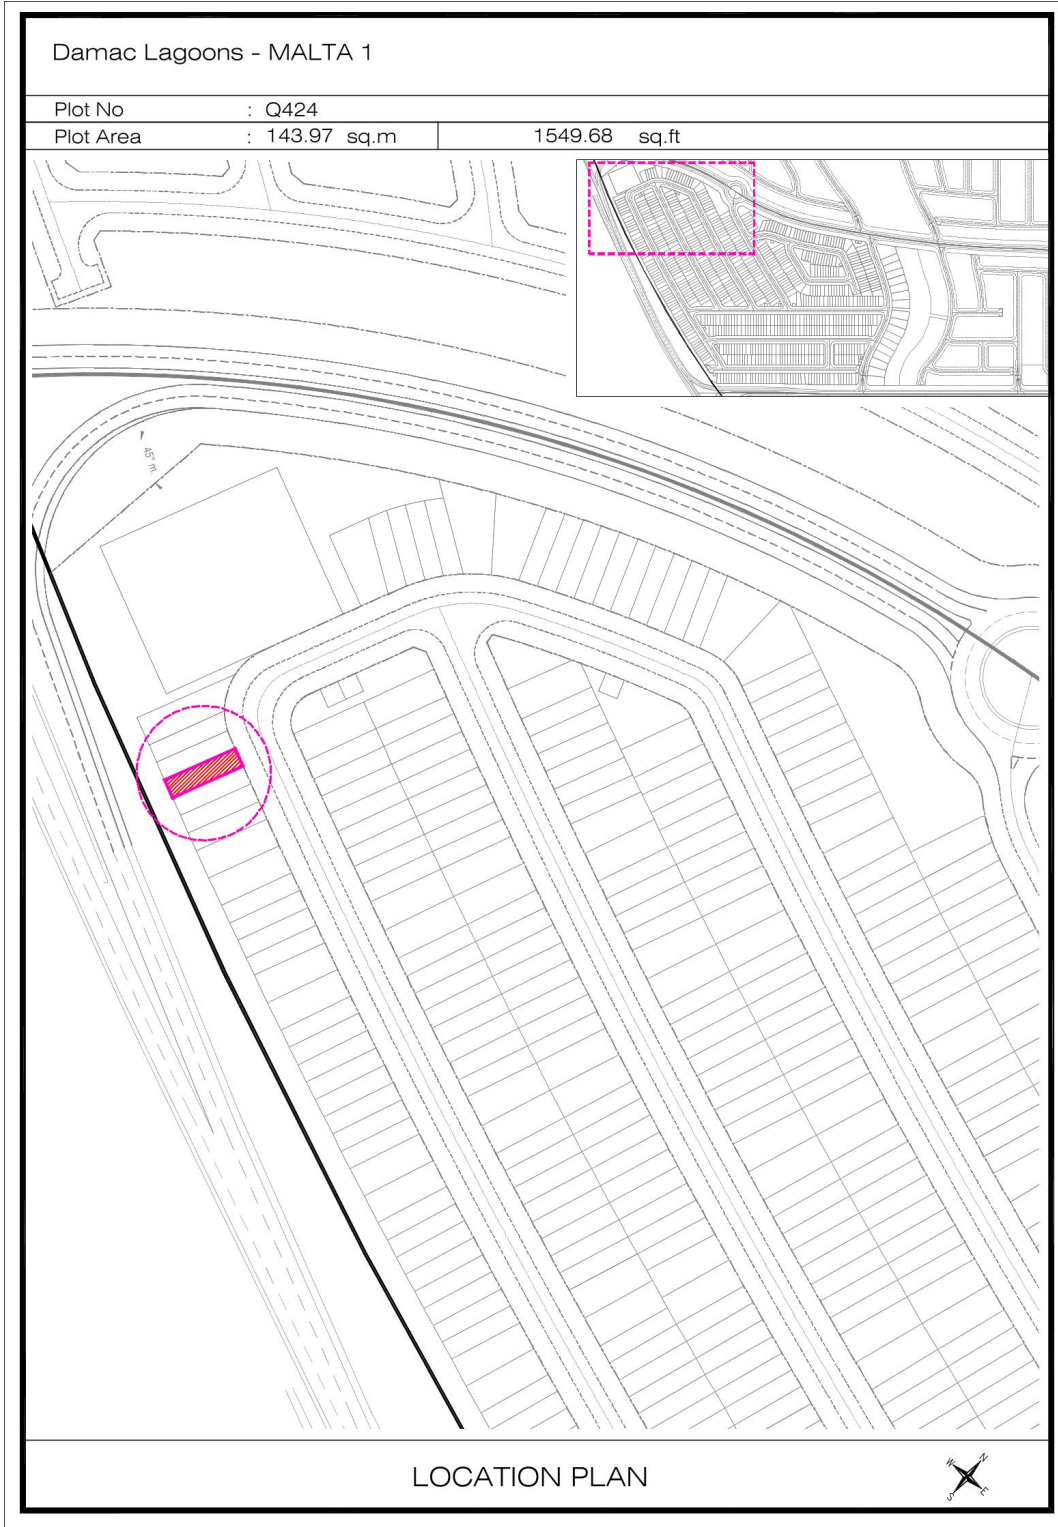 Damac Lagoons - MALTA 1
Plot No : Q424
Plot Area : 143.97 sq.m 1549.68 sq.ft
45° m.
LOCATION PLAN
W N
S E